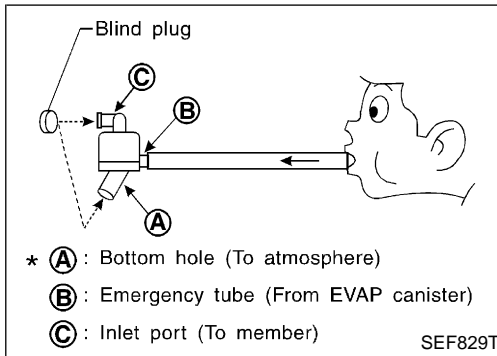 Blind plug
C
B
A
* A : Bottom hole (To atmosphere)
B : Emergency tube (From EVAP canister)
C : Inlet port (To member)
SEF829T